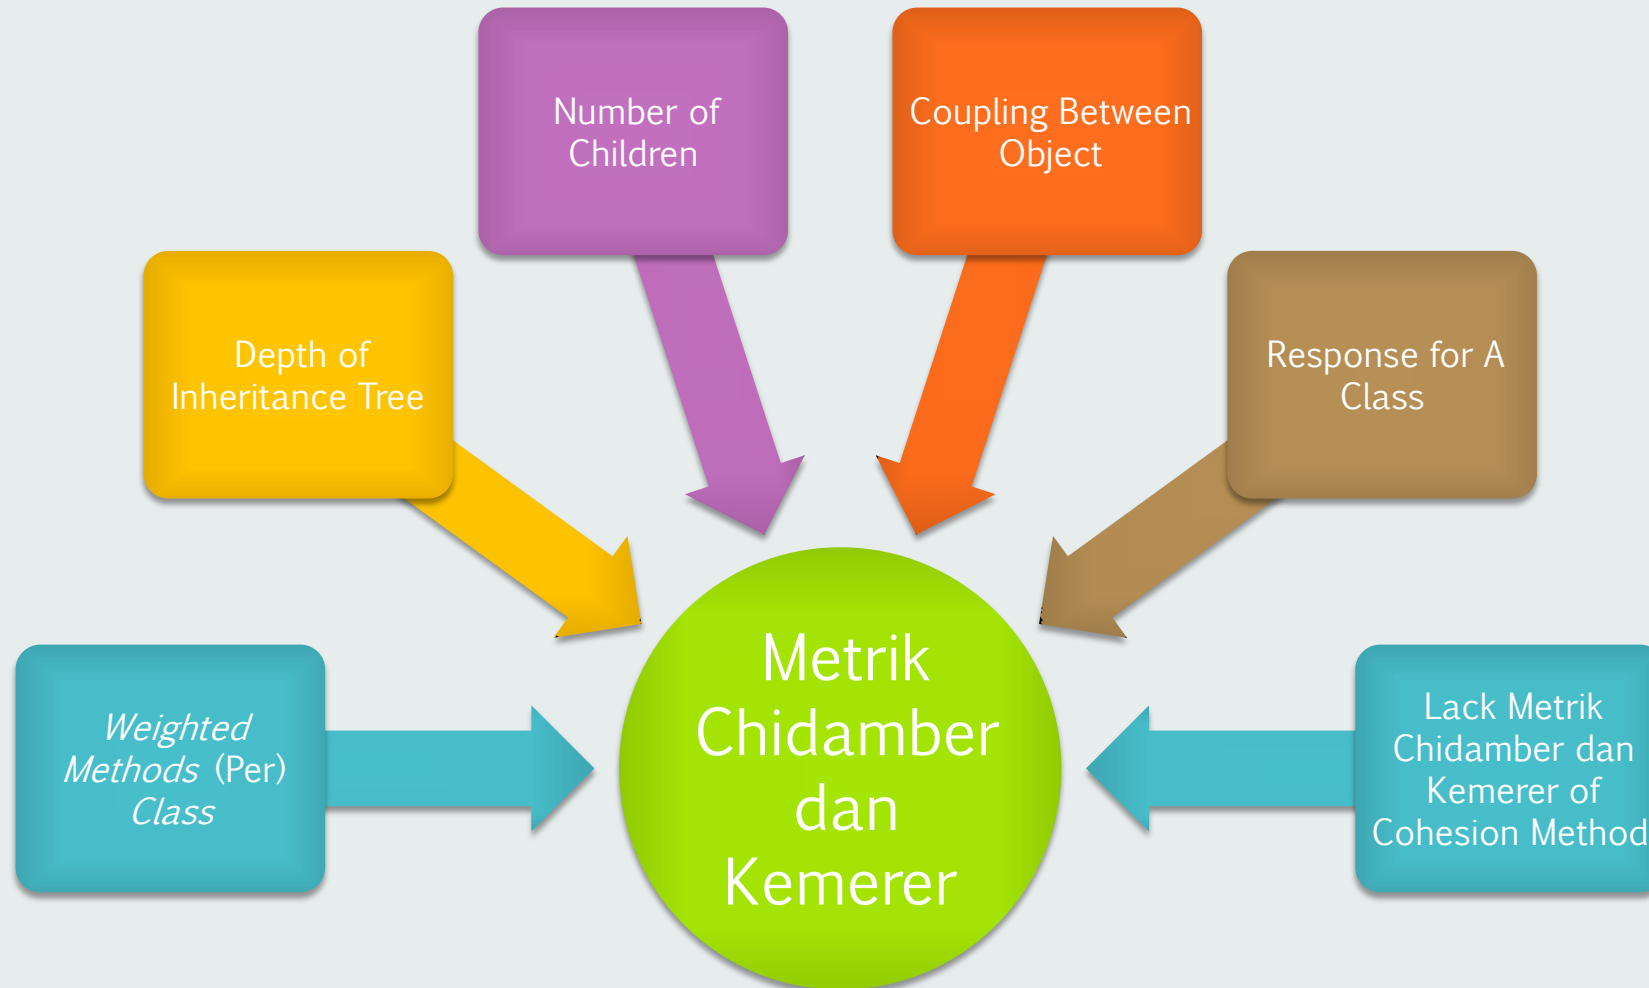 Number of
Children
Coupling Between
Object
Depth of
Inheritance Tree
Response for A
Class
Weighted
Methods (Per)
Class
Metrik
Chidamber
dan
Kemerer
Lack Metrik
Chidamber dan
Kemerer of
Cohesion Method